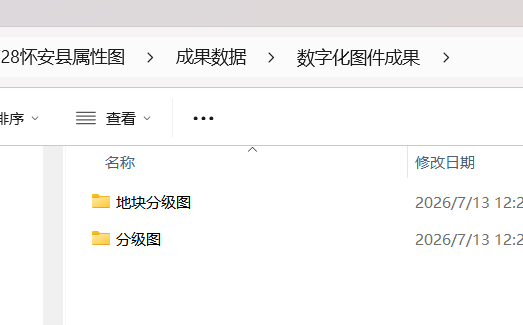 28怀安县属性图 > 成果数据 > 数字化图件成果 >
排序 查看 ...
名称 修改日期
地块分级图 2026/7/13 12:2
分级图 2026/7/13 12:2